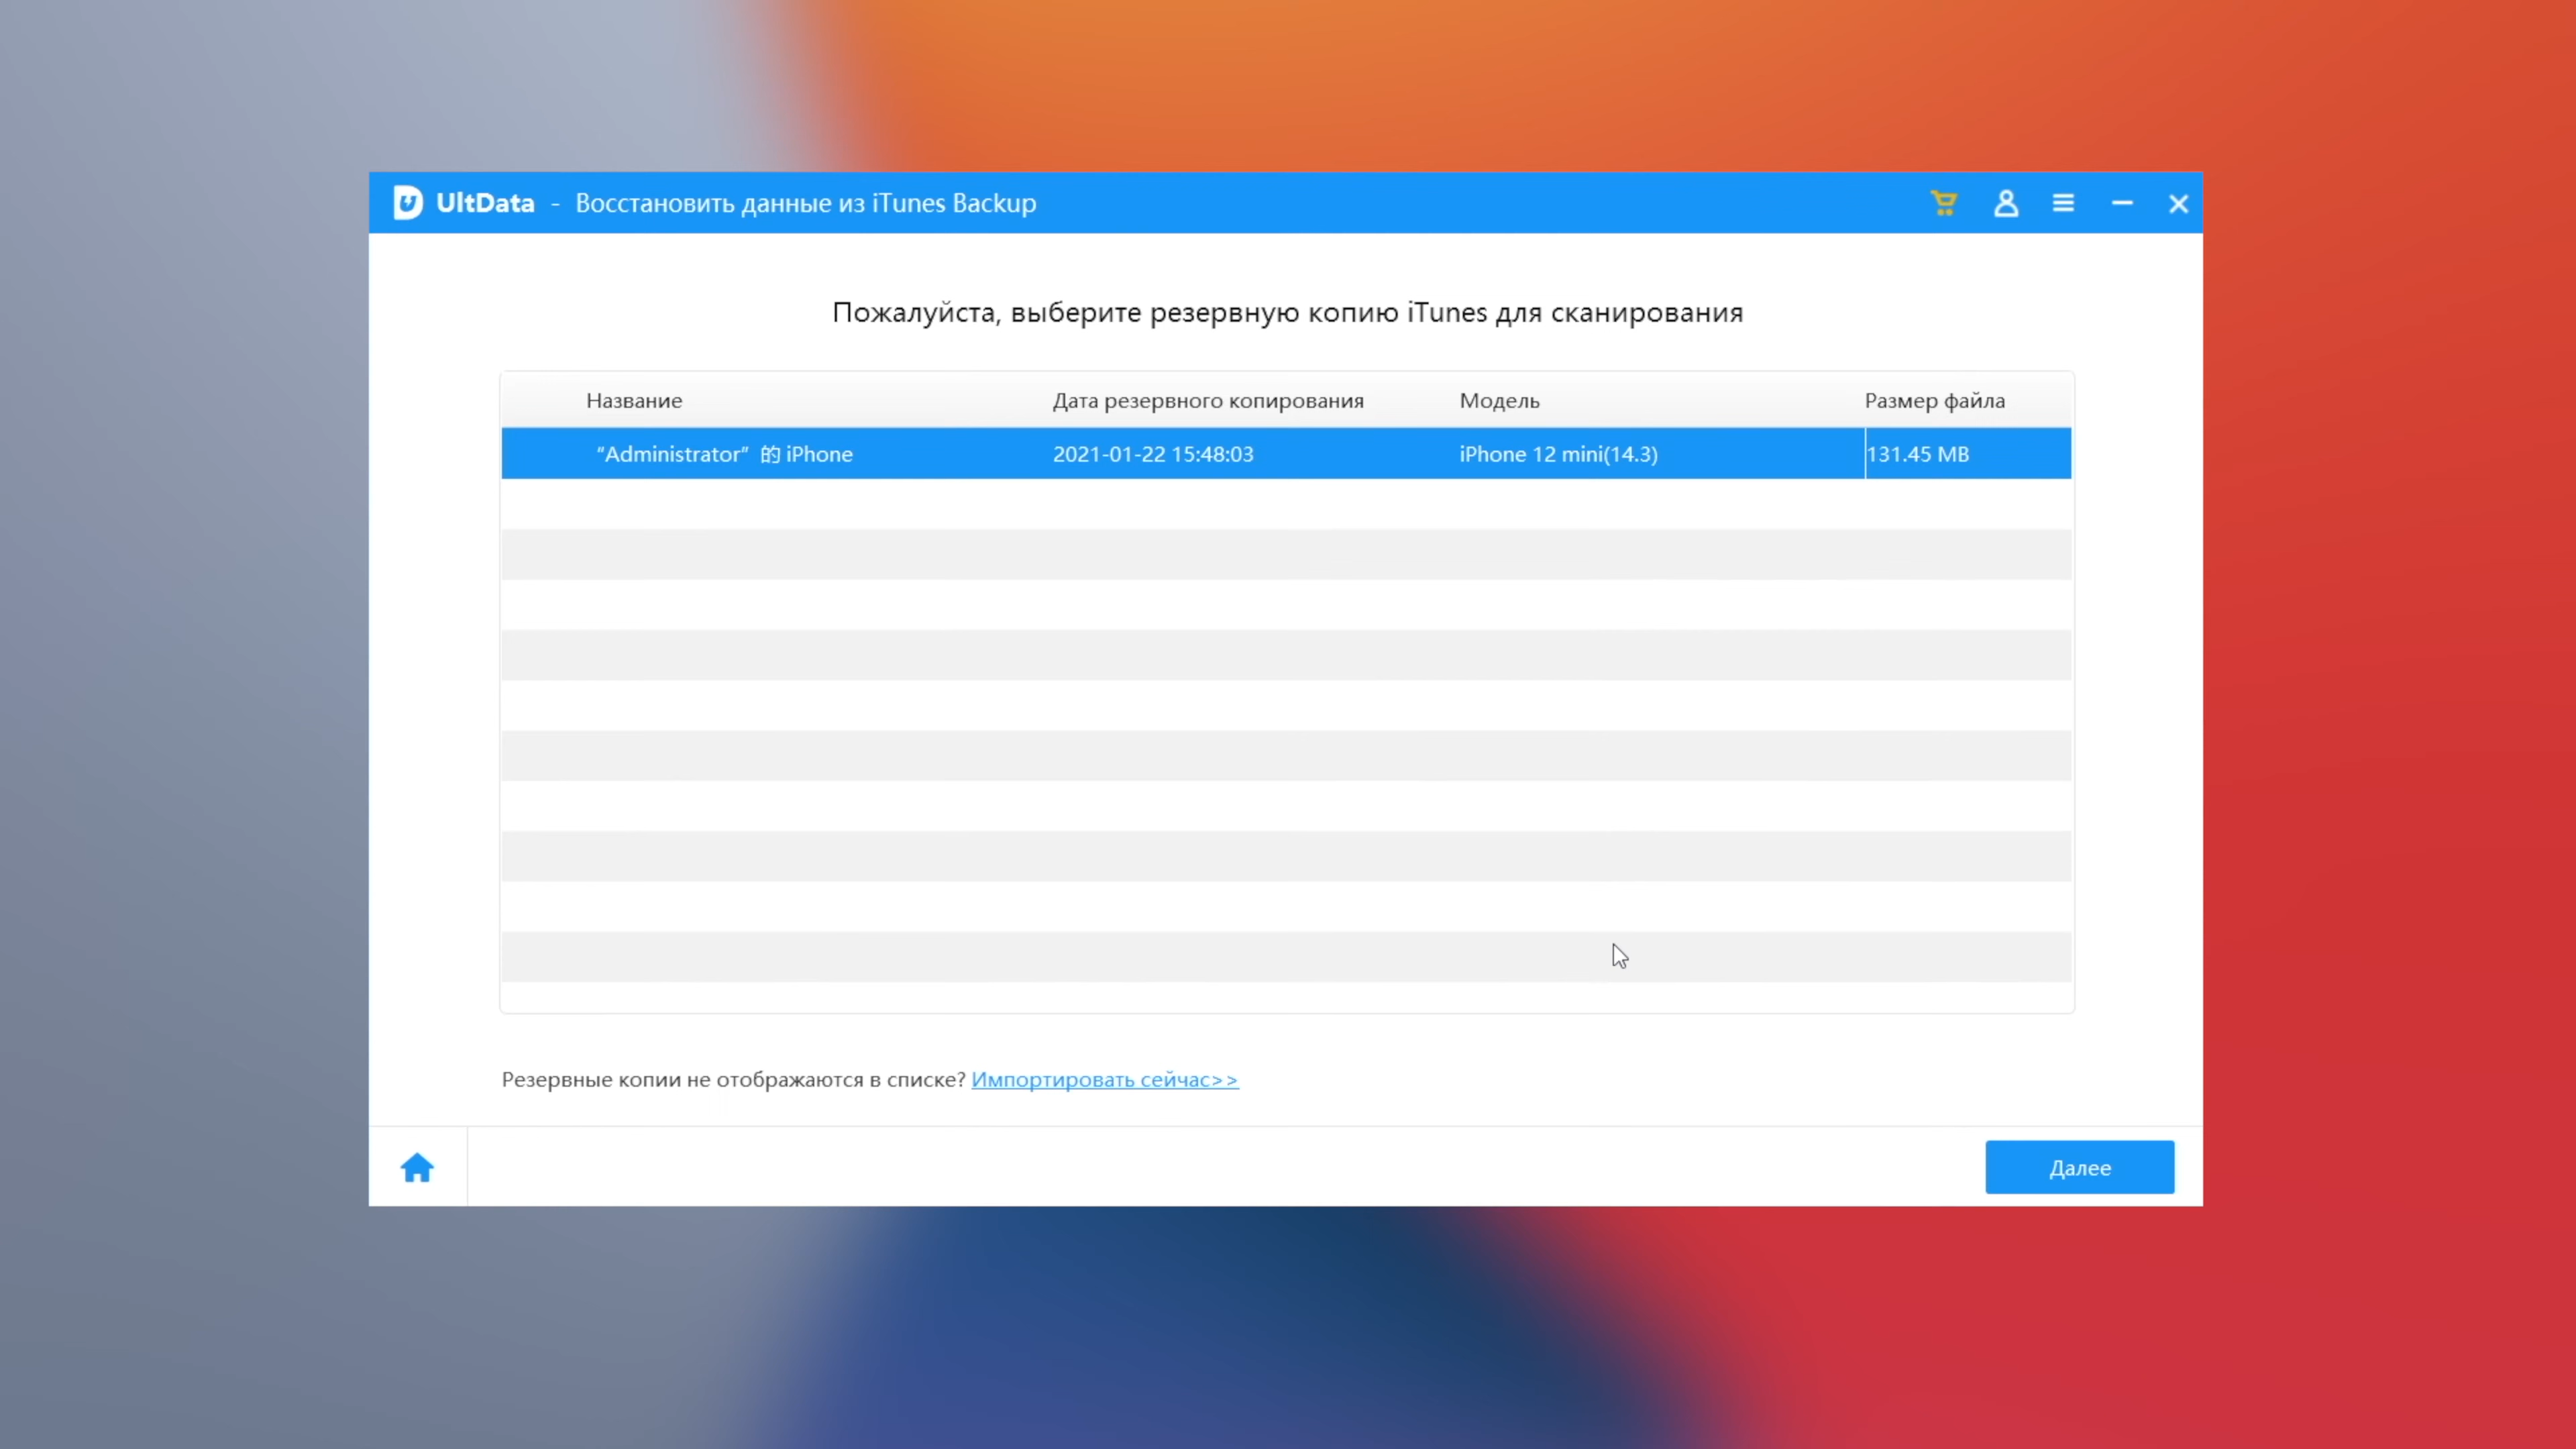 UltData - Восстановить данные из iTunes Backup
Пожалуйста, выберите резервную копию iTunes для сканирования
Название Дата резервного копирования Модель Размер файла
“Administrator” 的 iPhone 2021-01-22 15:48:03 iPhone 12 mini(14.3) 131.45 MB
Резервные копии не отображаются в списке? Импортировать сейчас>>
Далее